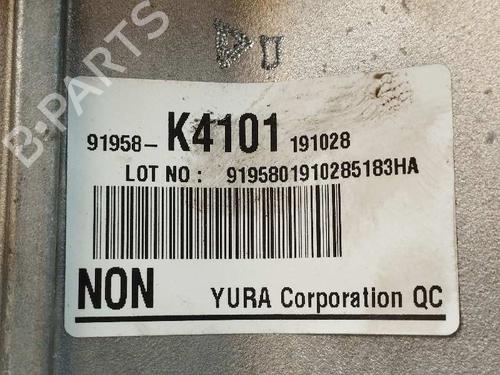 B-PARTS
91958- K4101 191028
LOT NO : 9195801910285183HA
NON YURA Corporation QC